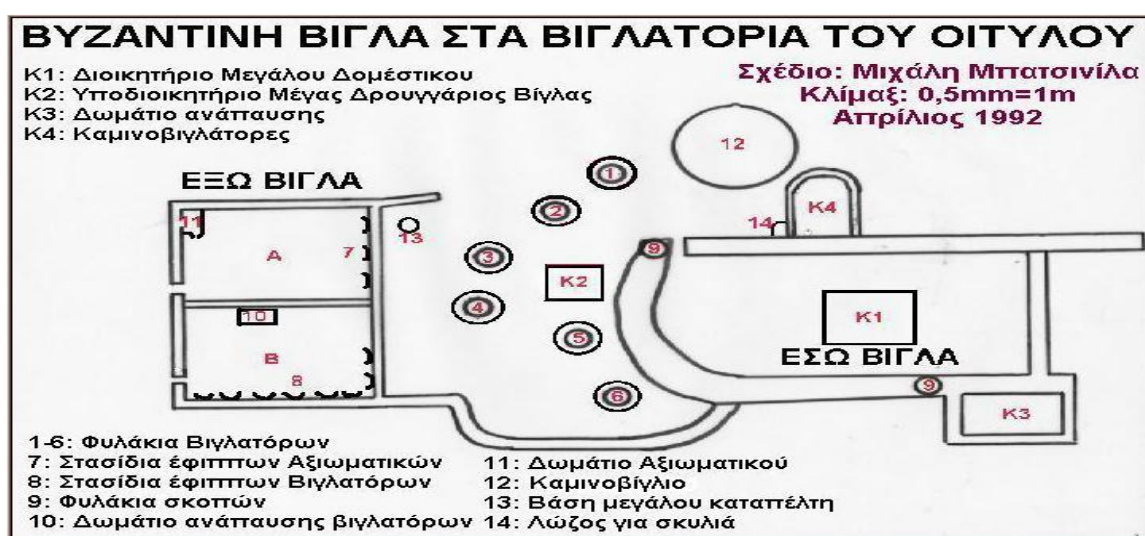 ΒΥΖΑΝΤΙΝΗ ΒΙΓΛΑ ΣΤΑ ΒΙΓΛΑΤΟΡΙΑ ΤΟΥ ΟΙΤΥΛΟΥ
Κ1: Διοικητήριο Μεγάλου Δομέστικου
Κ2: Υποδιοικητήριο Μέγας Δρουγγάριος Βίγλας
Κ3: Δωμάτιο ανάπαυσης
Κ4: Καμινοβιγλάτορες
Σχέδιο: Μιχάλη Μπατσινίλα
Κλίμαξ: 0,5mm=1m
Απρίλιος 1992
ΕΞΩ ΒΙΓΛΑ
12
1
2
Κ4
14
11
13
Α
7
3
9
Κ2
4
Κ1
10
5
ΕΣΩ ΒΙΓΛΑ
Β
8
9
6
Κ3
1-6: Φυλάκια Βιγλατόρων
7: Στασίδια έφιππων Αξιωματικών
8: Στασίδια έφιππων Βιγλατόρων
9: Φυλάκια σκοπών
10: Δωμάτιο ανάπαυσης βιγλατόρων
11: Δωμάτιο Αξιωματικού
12: Καμινοβίγλιο
13: Βάση μεγάλου καταπέλτη
14: Λώζος για σκυλιά